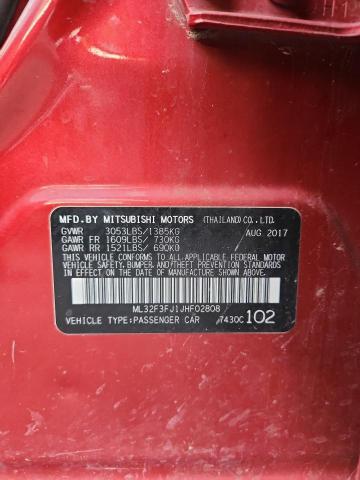 MFD.BY MITSUBISHI MOTORS (THAILAND) CO.,LTD.
GVWR 3053LBS/1385KG AUG.2017
GAWR FR 1609LBS/ 730KG
GAWR RR 1521LBS/ 690KG
THIS VEHICLE CONFORMS TO ALL APPLICABLE FEDERAL MOTOR
VEHICLE SAFETY,BUMPER,AND THEFT PREVENTION STANDARDS
IN EFFECT ON THE DATE OF MANUFACTURE SHOWN ABOVE.
ML32F3FJ1JHF02808
VEHICLE TYPE:PASSENGER CAR 7430C102